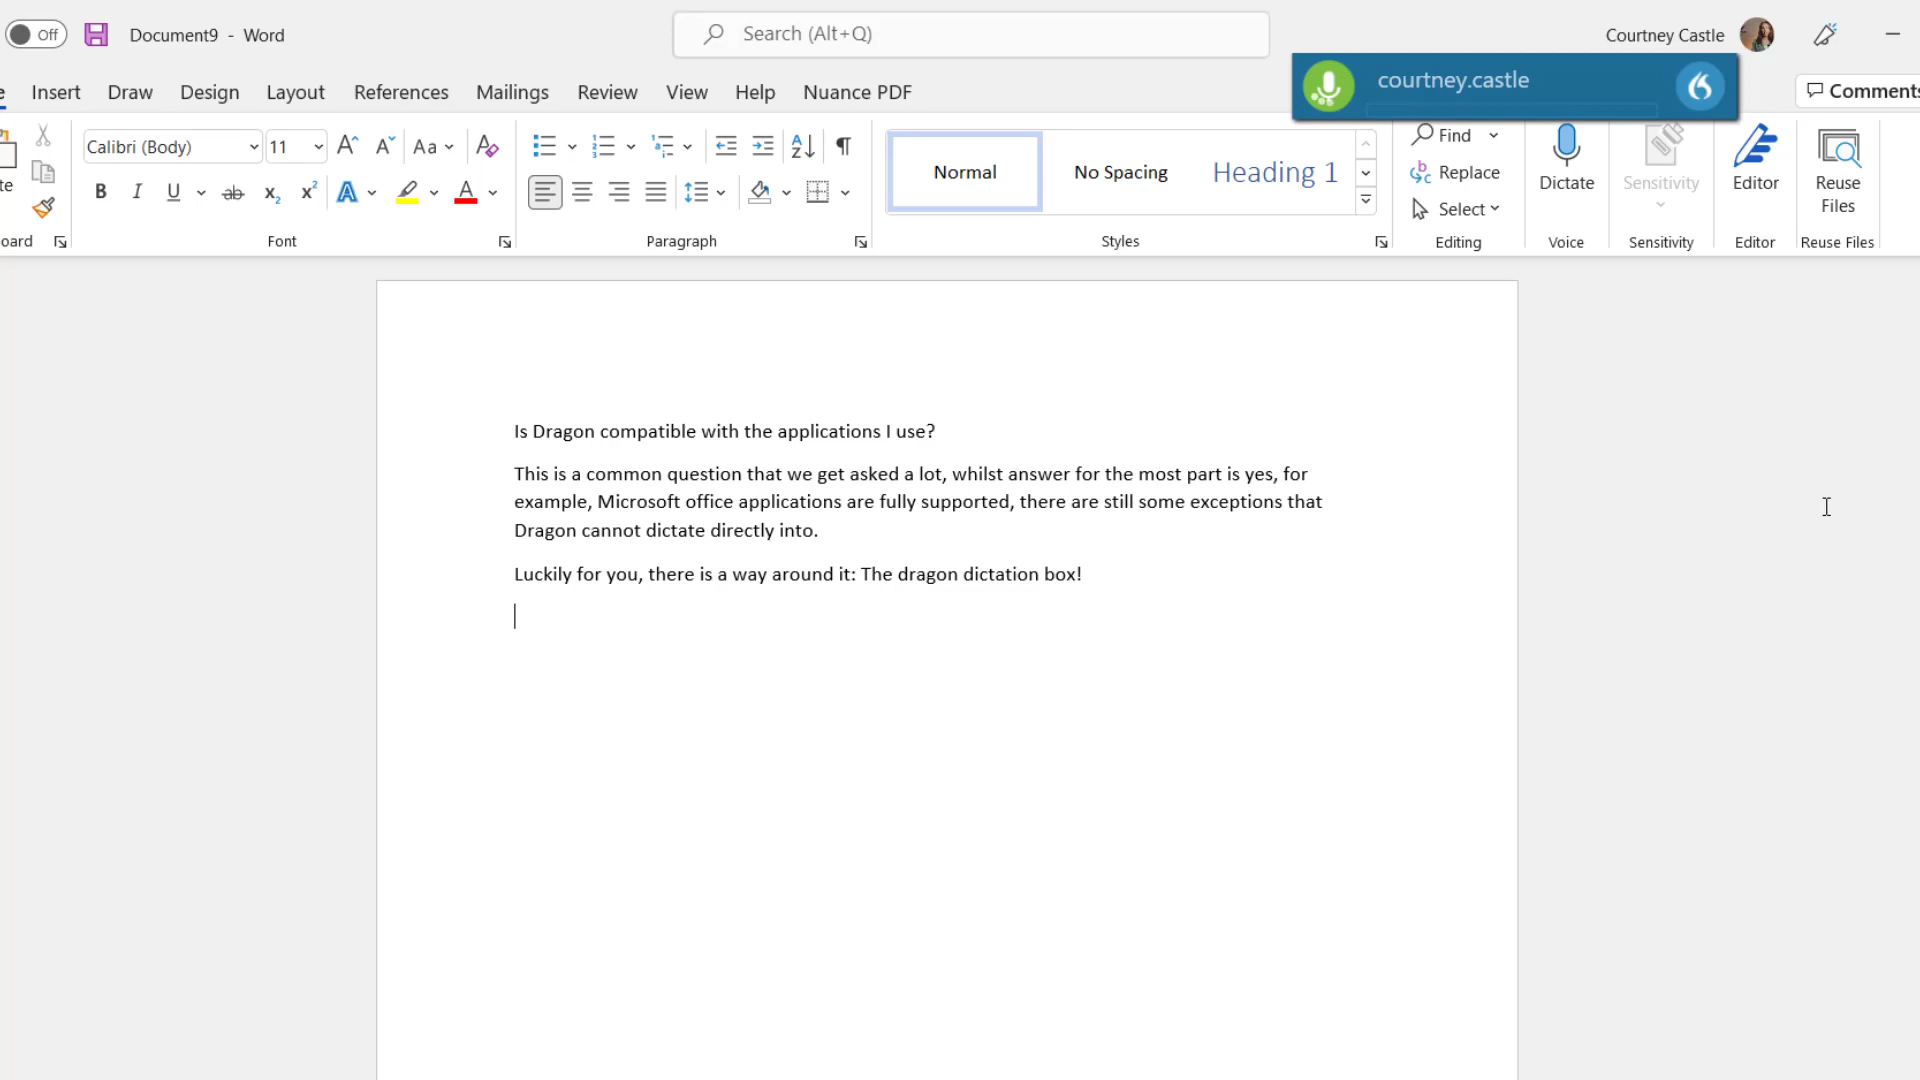 Off Document9 - Word Search (Alt+Q) Courtney Castle
courtney.castle
Insert Draw Design Layout References Mailings Review View Help Nuance PDF Comments
Calibri (Body) 11 Aa
Normal No Spacing Heading 1
Find
Replace
Select
Dictate
Sensitivity
Editor
Reuse
Files
Font Paragraph Styles Editing Voice Sensitivity Editor Reuse Files
Is Dragon compatible with the applications I use?
This is a common question that we get asked a lot, whilst answer for the most part is yes, for
example, Microsoft office applications are fully supported, there are still some exceptions that
Dragon cannot dictate directly into.
Luckily for you, there is a way around it: The dragon dictation box!